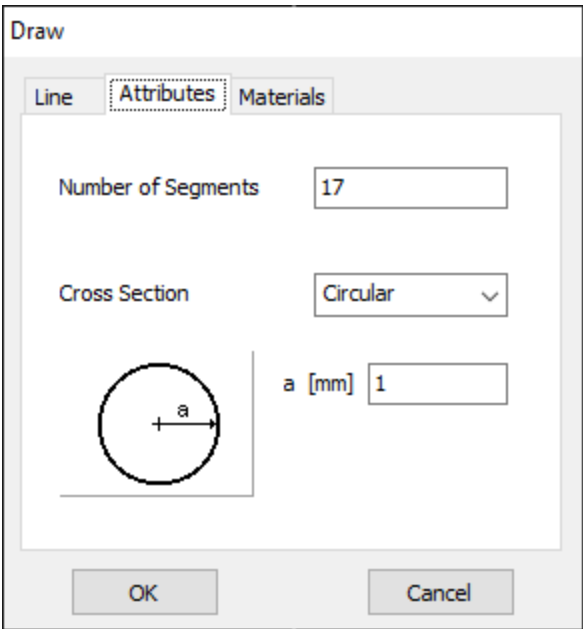 Draw
Line Attributes Materials
Number of Segments 17
Cross Section Circular
a [mm] 1
a
OK Cancel